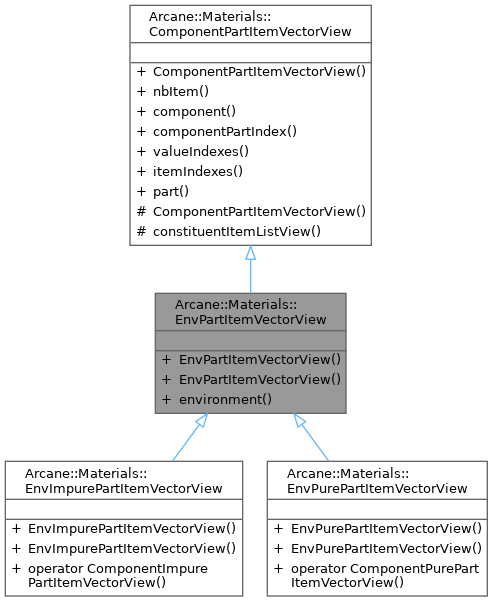 Arcane::Materials::
ComponentPartItemVectorView
+ ComponentPartItemVectorView()
+ nbItem()
+ component()
+ componentPartIndex()
+ valueIndexes()
+ itemIndexes()
+ part()
# ComponentPartItemVectorView()
# constituentItemListView()
Arcane::Materials::
EnvPartItemVectorView
+ EnvPartItemVectorView()
+ EnvPartItemVectorView()
+ environment()
Arcane::Materials::
EnvImpurePartItemVectorView
+ EnvImpurePartItemVectorView()
+ EnvImpurePartItemVectorView()
+ operator ComponentImpure
PartItemVectorView()
Arcane::Materials::
EnvPurePartItemVectorView
+ EnvPurePartItemVectorView()
+ EnvPurePartItemVectorView()
+ operator ComponentPurePart
ItemVectorView()